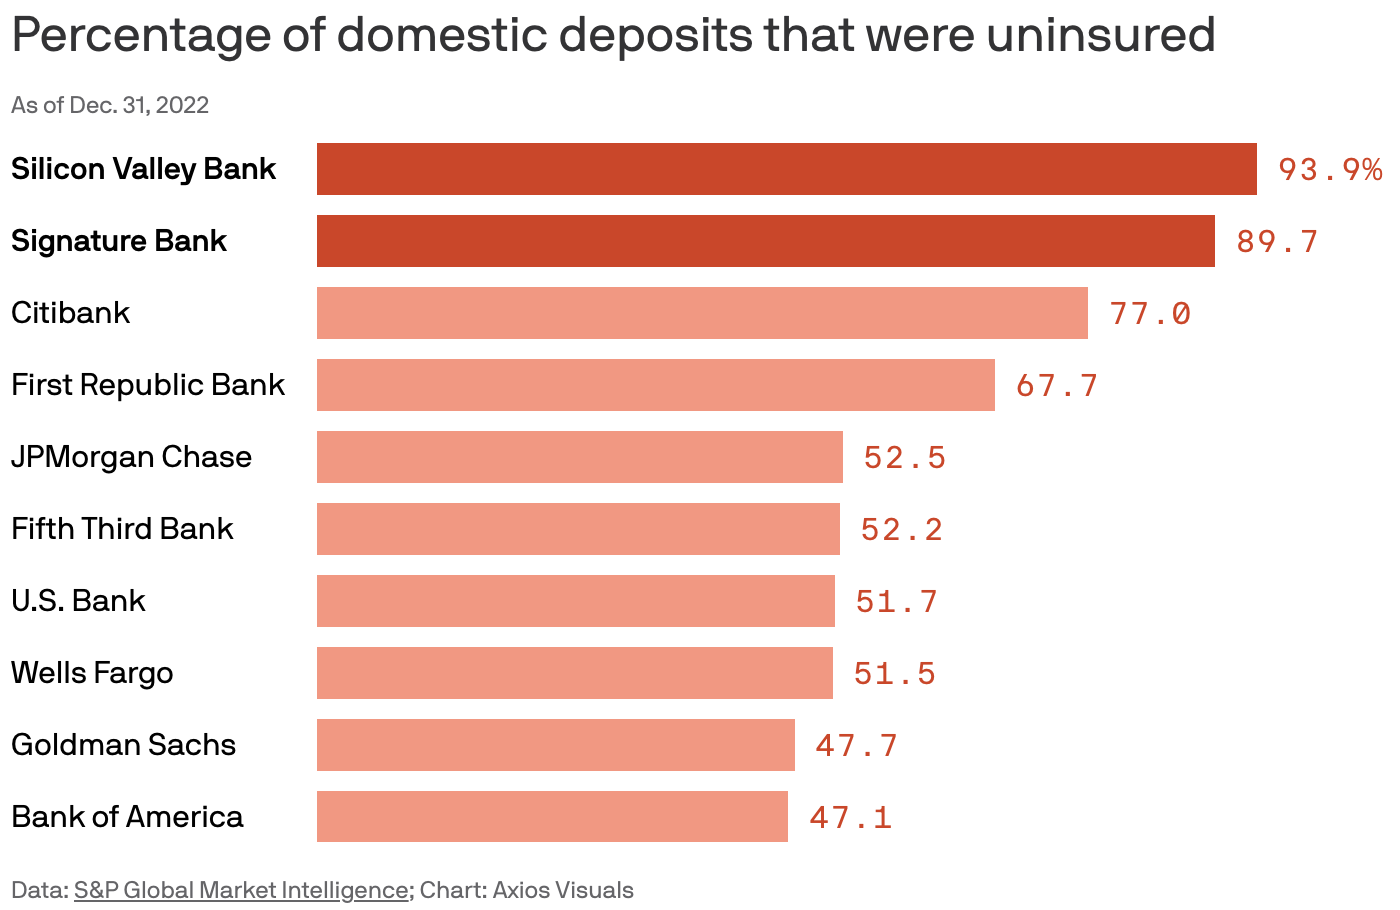 Percentage of domestic deposits that were uninsured
As of Dec. 31, 2022
Silicon Valley Bank 93.9%
Signature Bank 89.7
Citibank 77.0
First Republic Bank 67.7
JPMorgan Chase 52.5
Fifth Third Bank 52.2
U.S. Bank 51.7
Wells Fargo 51.5
Goldman Sachs 47.7
Bank of America 47.1
Data: S&P Global Market Intelligence; Chart: Axios Visuals